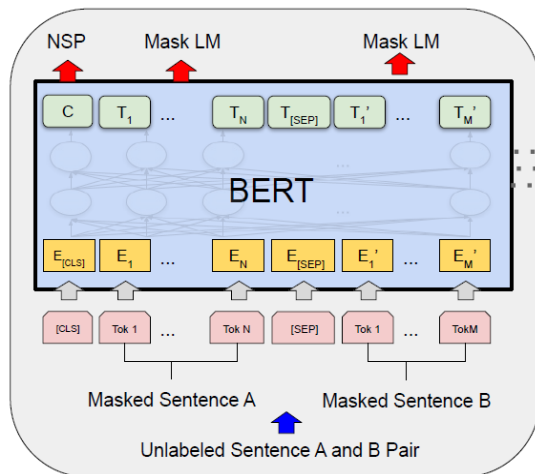 NSP Mask LM Mask LM
C T1 ... TN T[SEP] T1' ... TM'
...
BERT
...
E[CLS] E1 ... EN E[SEP] E1' ... EM'
[CLS] Tok 1 ... Tok N [SEP] Tok 1 ... TokM
Masked Sentence A Masked Sentence B
Unlabeled Sentence A and B Pair